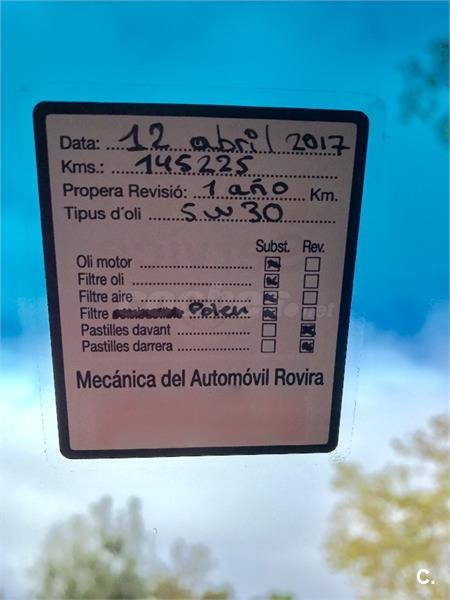 Data: 12 abril 2017
Kms.: 145225
Propera Revisió: 1 año Km.
Tipus d´oli 5w30
Subst. Rev.
Oli motor
Filtre oli
Filtre aire
Filtre Polen
Pastilles davant
Pastilles darrera
Mecánica del Automóvil Rovira
C.